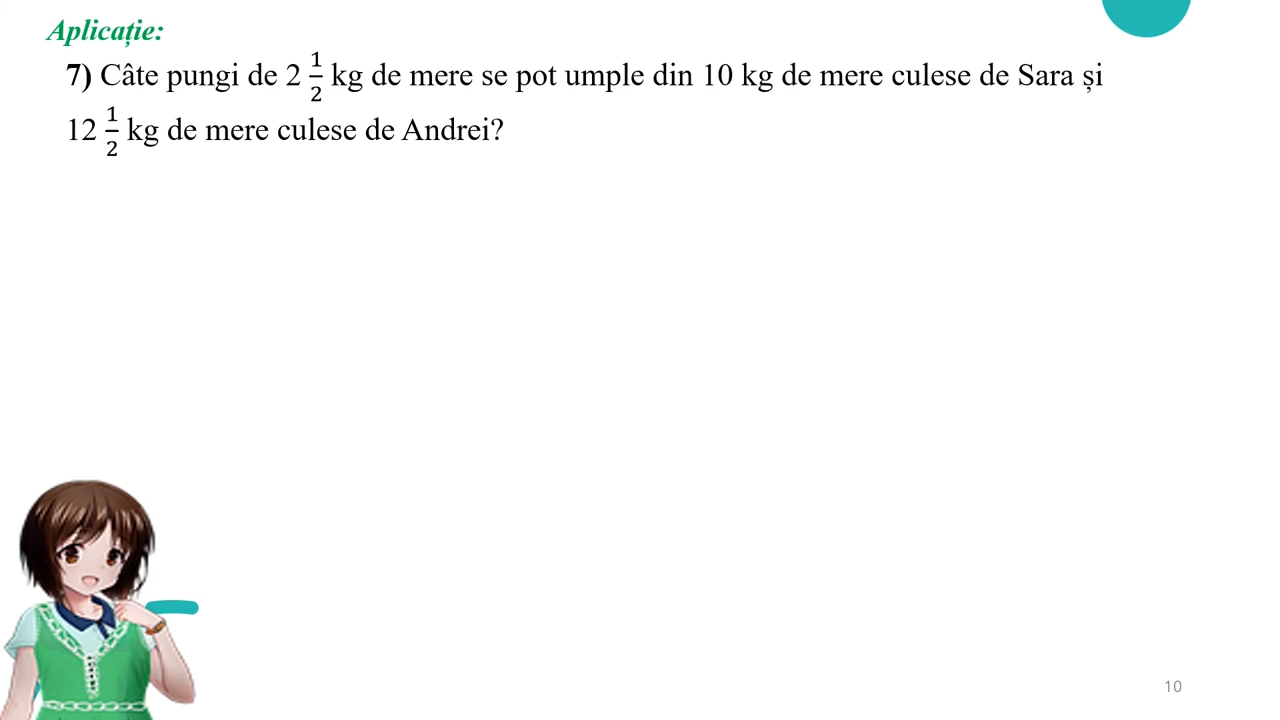 Aplicație:
7) Câte pungi de 2 1/2 kg de mere se pot umple din 10 kg de mere culese de Sara și
12 1/2 kg de mere culese de Andrei?
10